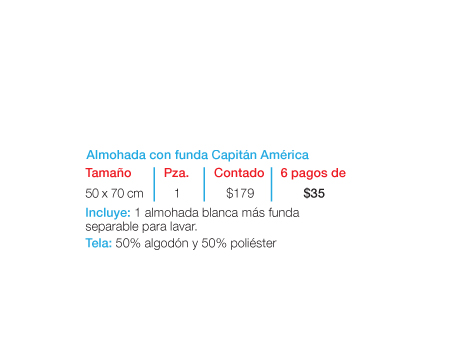 Almohada con funda Capitán América
Tamaño Pza. Contado 6 pagos de
50 x 70 cm 1 $179 $35
Incluye: 1 almohada blanca más funda
separable para lavar.
Tela: 50% algodón y 50% poliéster